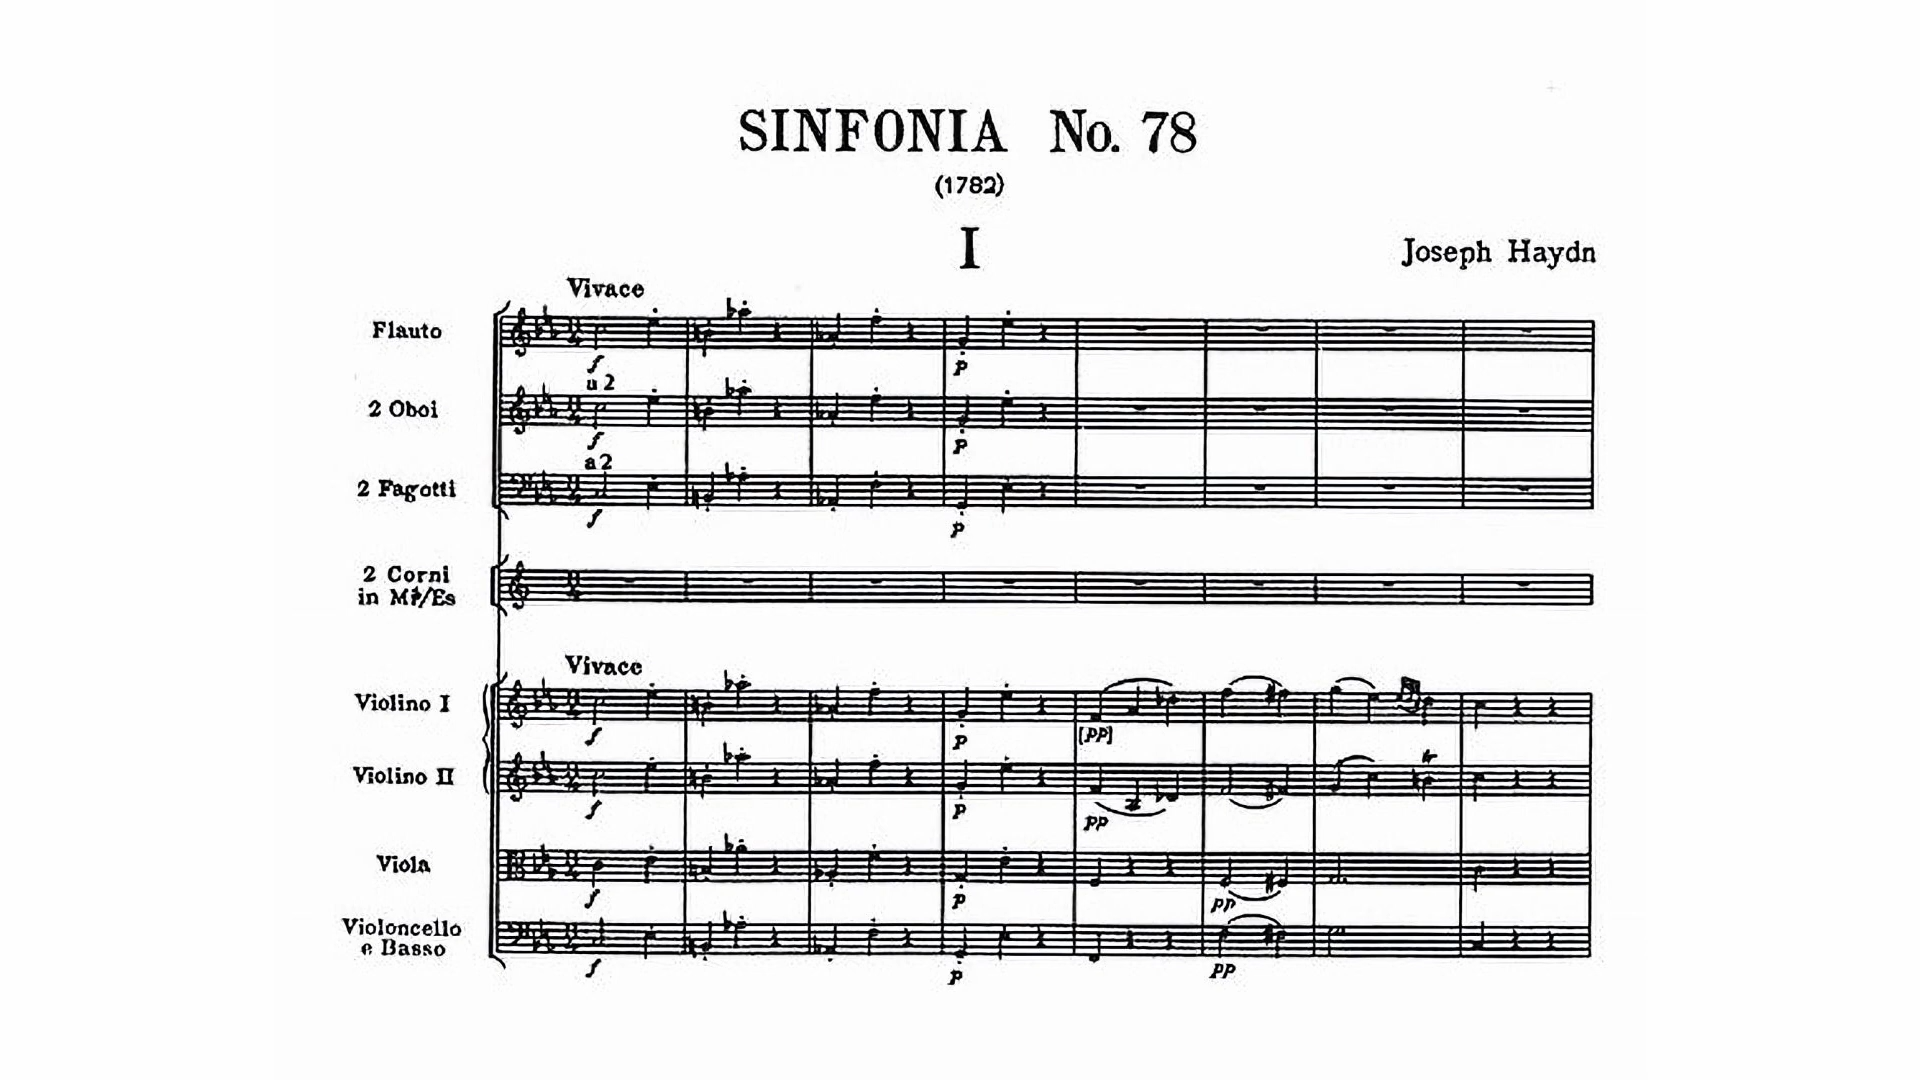 SINFONIA No. 78
(1782)
I
Joseph Haydn
Vivace
Flauto
f
p
a 2
2 Oboi
f
p
a 2
2 Fagotti
f
p
2 Corni
in Mi♭/Es
Vivace
Violino I
f
p
[pp]
Violino II
f
p
pp
tr
Viola
f
p
pp
Violoncello
e Basso
f
p
pp